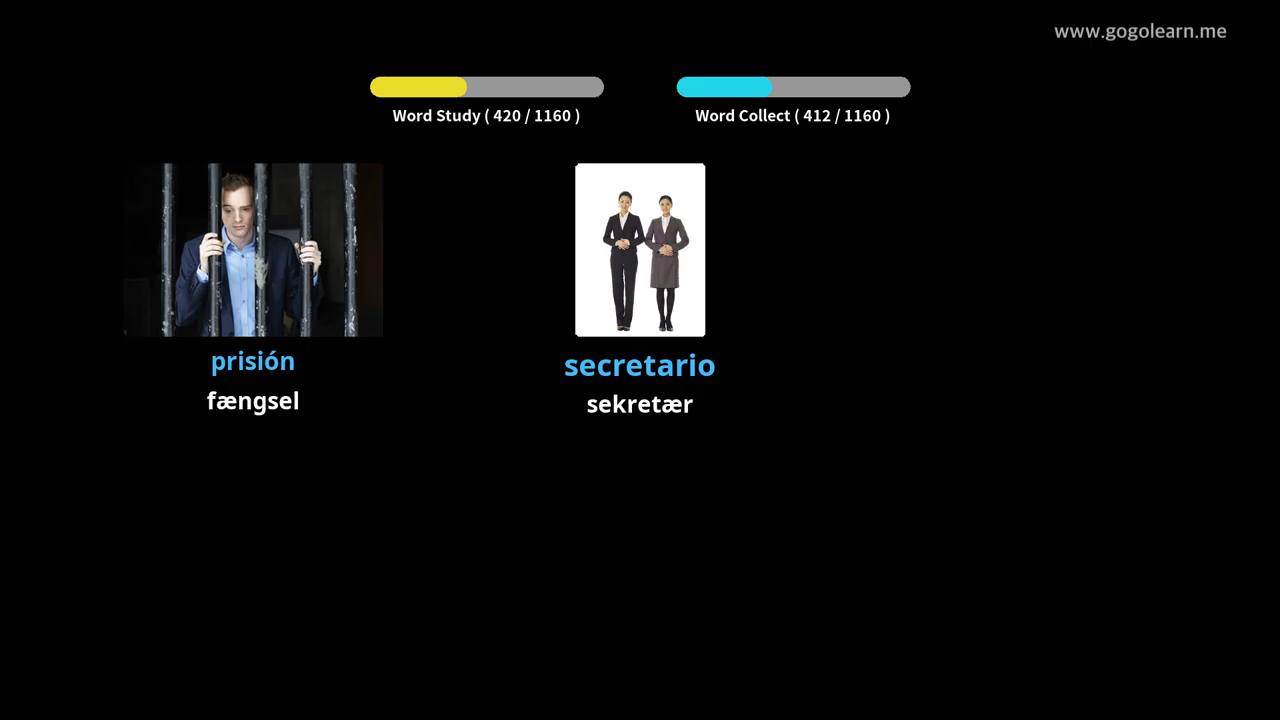 www.gogolearn.me
Word Study ( 420 / 1160 )
Word Collect ( 412 / 1160 )
prisión
fængsel
secretario
sekretær